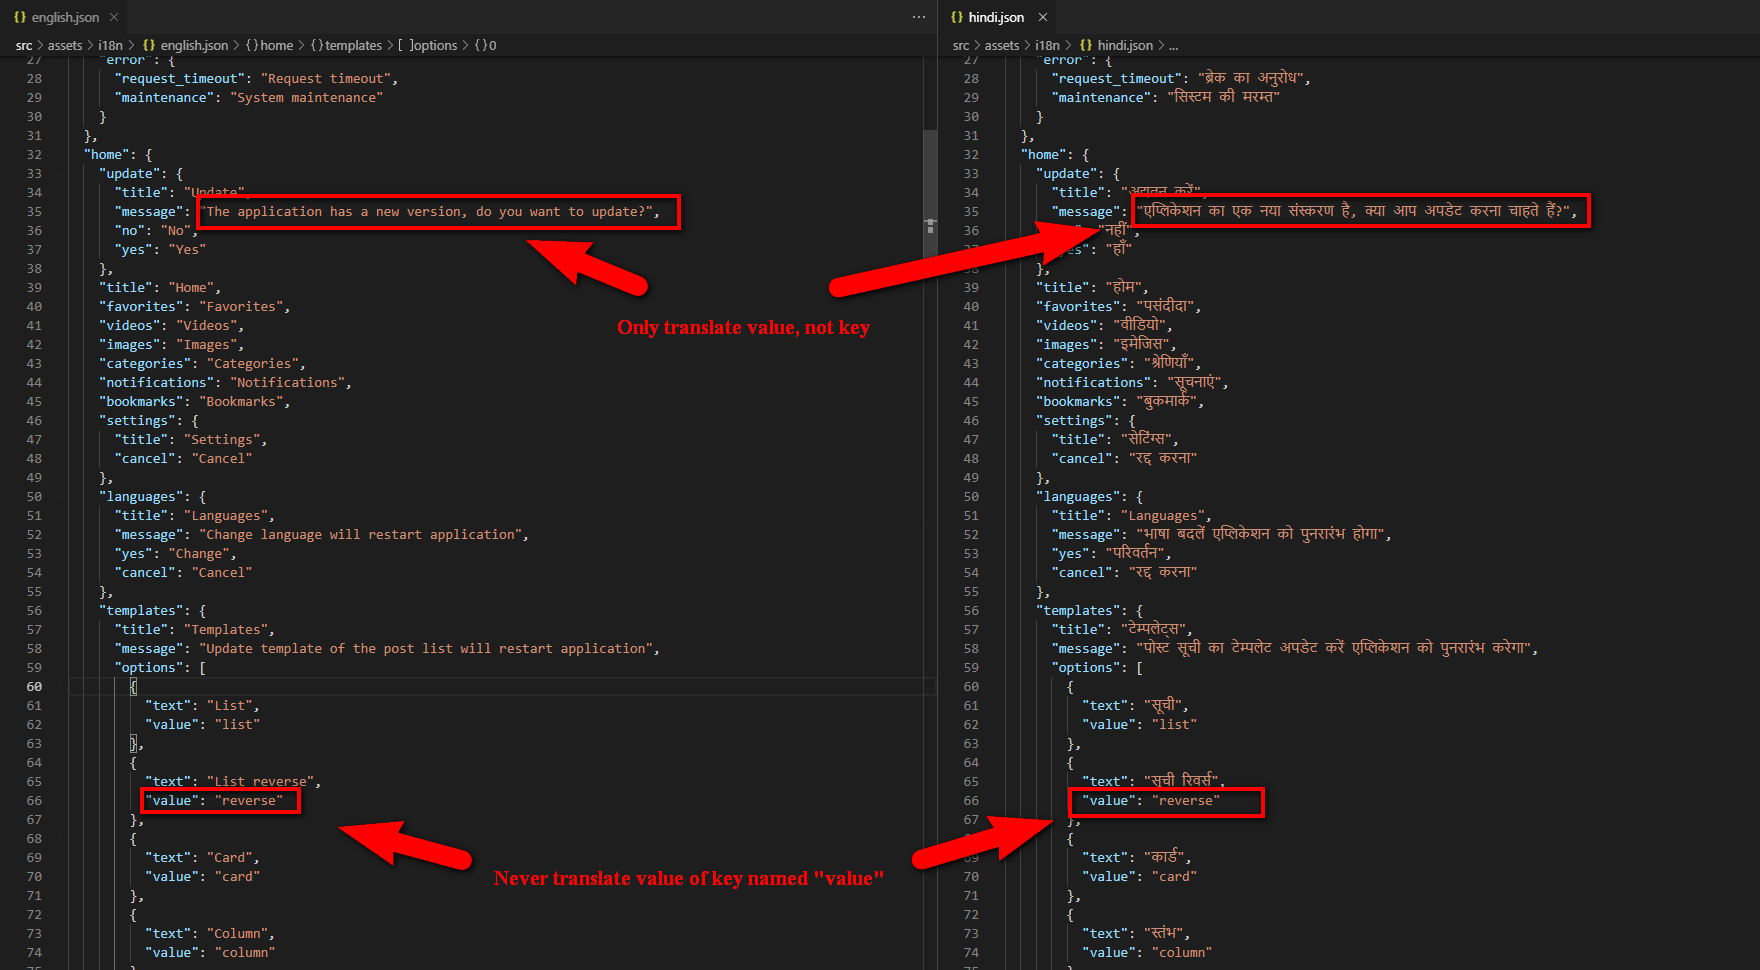 {} english.json ×
src > assets > i18n > {} english.json > {} home > {} templates > [ ] options > {} 0
27 "error": {
28 "request_timeout": "Request timeout",
29 "maintenance": "System maintenance"
30 }
31 },
32 "home": {
33 "update": {
34 "title": "Update",
35 "message": "The application has a new version, do you want to update?",
36 "no": "No",
37 "yes": "Yes"
38 },
39 "title": "Home",
40 "favorites": "Favorites",
41 "videos": "Videos",
42 "images": "Images",
43 "categories": "Categories",
44 "notifications": "Notifications",
45 "bookmarks": "Bookmarks",
46 "settings": {
47 "title": "Settings",
48 "cancel": "Cancel"
49 },
50 "languages": {
51 "title": "Languages",
52 "message": "Change language will restart application",
53 "yes": "Change",
54 "cancel": "Cancel"
55 },
56 "templates": {
57 "title": "Templates",
58 "message": "Update template of the post list will restart application",
59 "options": [
60 {
61 "text": "List",
62 "value": "list"
63 },
64 {
65 "text": "List reverse",
66 "value": "reverse"
67 },
68 {
69 "text": "Card",
70 "value": "card"
71 },
72 {
73 "text": "Column",
74 "value": "column"
75 }
Only translate value, not key
Never translate value of key named "value"
{} hindi.json ×
src > assets > i18n > {} hindi.json > ...
27 "error": {
28 "request_timeout": "ब्रेक का अनुरोध",
29 "maintenance": "सिस्टम की मरम्त"
30 }
31 },
32 "home": {
33 "update": {
34 "title": "अद्यतन करें",
35 "message": "एप्लिकेशन का एक नया संस्करण है, क्या आप अपडेट करना चाहते हैं?",
36 "नहीं",
37 es": "हाँ"
38 },
39 "title": "होम",
40 "favorites": "पसंदीदा",
41 "videos": "वीडियो",
42 "images": "इमेजिस",
43 "categories": "श्रेणियाँ",
44 "notifications": "सूचनाएं",
45 "bookmarks": "बुकमार्क",
46 "settings": {
47 "title": "सेटिंग्स",
48 "cancel": "रद्द करना"
49 },
50 "languages": {
51 "title": "Languages",
52 "message": "भाषा बदलें एप्लिकेशन को पुनरारंभ होगा",
53 "yes": "परिवर्तन",
54 "cancel": "रद्द करना"
55 },
56 "templates": {
57 "title": "टेम्पलेट्स",
58 "message": "पोस्ट सूची का टेम्पलेट अपडेट करें एप्लिकेशन को पुनरारंभ करेगा",
59 "options": [
60 {
61 "text": "सूची",
62 "value": "list"
63 },
64 {
65 "text": "सूची रिवर्स",
66 "value": "reverse"
67 },
68 {
69 "text": "कार्ड",
70 "value": "card"
71 },
72 {
73 "text": "स्तंभ",
74 "value": "column"
75 }